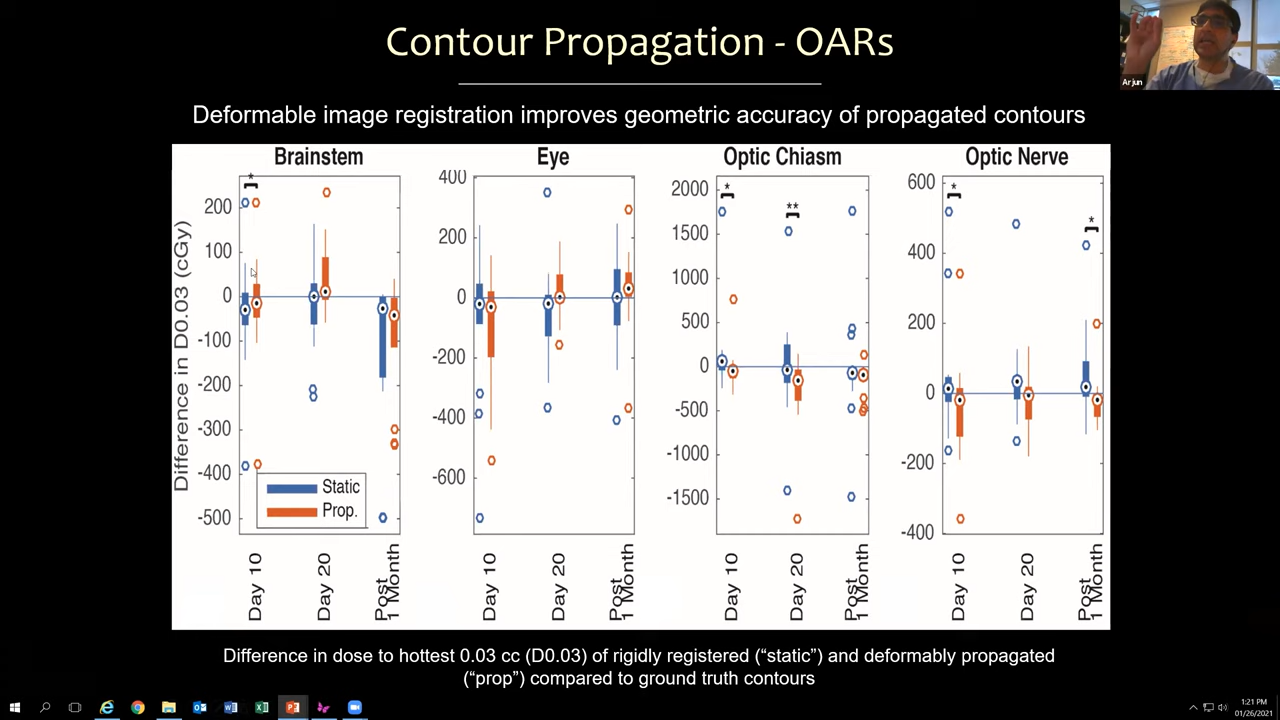 Contour Propagation - OARs
Arjun
Deformable image registration improves geometric accuracy of propagated contours
Brainstem
Eye
Optic Chiasm
Optic Nerve
Difference in D0.03 (cGy)
200
100
0
-100
-200
-300
-400
-500
*
Static
Prop.
Day 10
Day 20
Post
1 Month
400
200
0
-200
-400
-600
Day 10
Day 20
Post
1 Month
2000
1500
1000
500
0
-500
-1000
-1500
*
**
Day 10
Day 20
Post
1 Month
600
400
200
0
-200
-400
*
*
Day 10
Day 20
Post
1 Month
Difference in dose to hottest 0.03 cc (D0.03) of rigidly registered (“static”) and deformably propagated
(“prop”) compared to ground truth contours
1:21 PM
01/26/2021